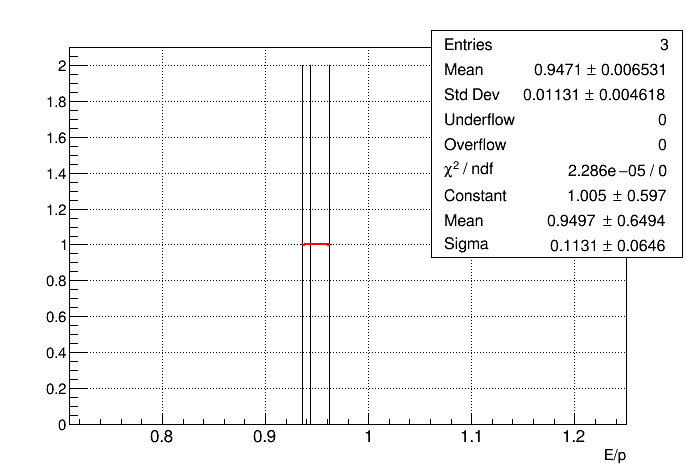 Entries 3
Mean 0.9471 ± 0.006531
Std Dev 0.01131 ± 0.004618
Underflow 0
Overflow 0
χ² / ndf 2.286e−05 / 0
Constant 1.005 ± 0.597
Mean 0.9497 ± 0.6494
Sigma 0.1131 ± 0.0646
2
1.8
1.6
1.4
1.2
1
0.8
0.6
0.4
0.2
0
0.8 0.9 1 1.1 1.2
E/p